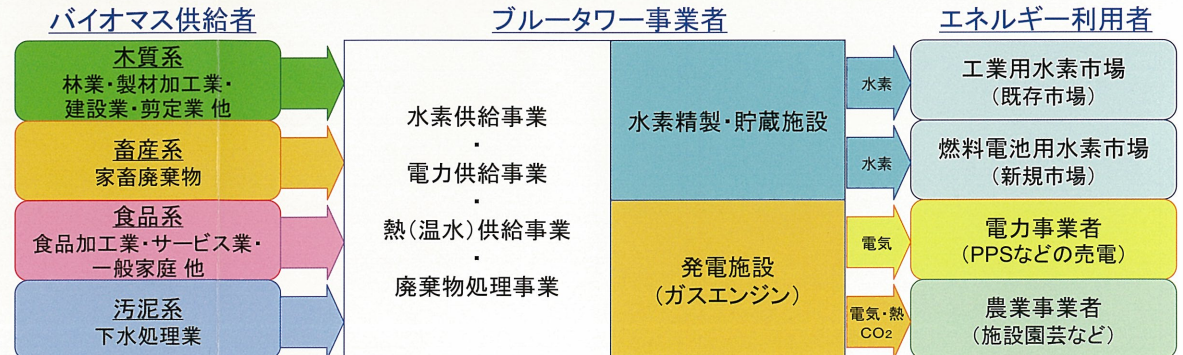 バイオマス供給者
木質系
林業・製材加工業・
建設業・剪定業 他
畜産系
家畜廃棄物
食品系
食品加工業・サービス業・
一般家庭 他
汚泥系
下水処理業
ブルータワー事業者
水素供給事業
・
電力供給事業
・
熱(温水)供給事業
・
廃棄物処理事業
水素精製・貯蔵施設
発電施設
(ガスエンジン)
水素
水素
電気
電気・熱
CO2
エネルギー利用者
工業用水素市場
(既存市場)
燃料電池用水素市場
(新規市場)
電力事業者
(PPSなどの売電)
農業事業者
(施設園芸など)